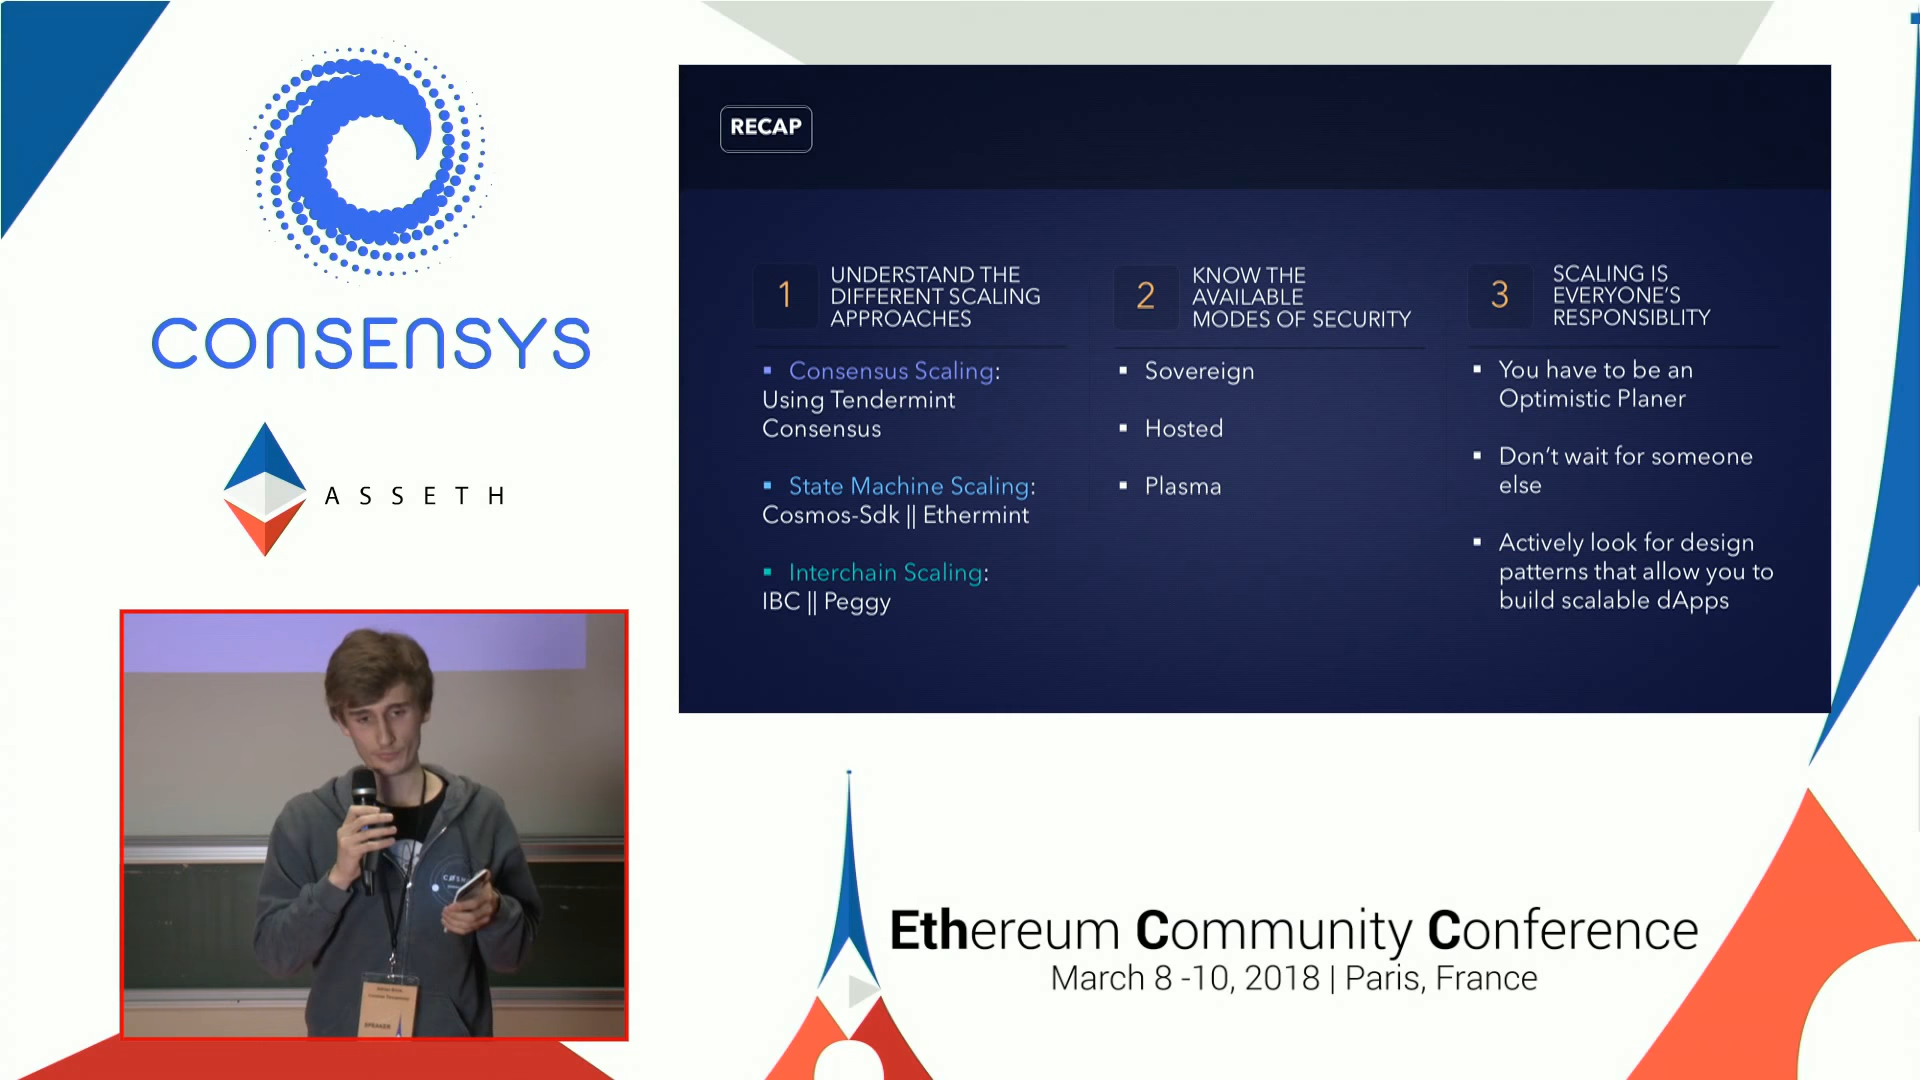 CONSENSYS
ASSETH
RECAP
1
UNDERSTAND THE
DIFFERENT SCALING
APPROACHES
▪ Consensus Scaling:
Using Tendermint
Consensus
▪ State Machine Scaling:
Cosmos-Sdk || Ethermint
▪ Interchain Scaling:
IBC || Peggy
2
KNOW THE
AVAILABLE
MODES OF SECURITY
▪ Sovereign
▪ Hosted
▪ Plasma
3
SCALING IS
EVERYONE'S
RESPONSIBLITY
▪ You have to be an
Optimistic Planer
▪ Don't wait for someone
else
▪ Actively look for design
patterns that allow you to
build scalable dApps
SPEAKER
Ethereum Community Conference
March 8 -10, 2018 | Paris, France